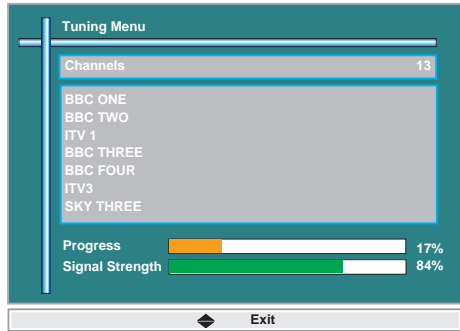 Tuning Menu
Channels 13
BBC ONE
BBC TWO
ITV 1
BBC THREE
BBC FOUR
ITV3
SKY THREE
Progress 17%
Signal Strength 84%
Exit